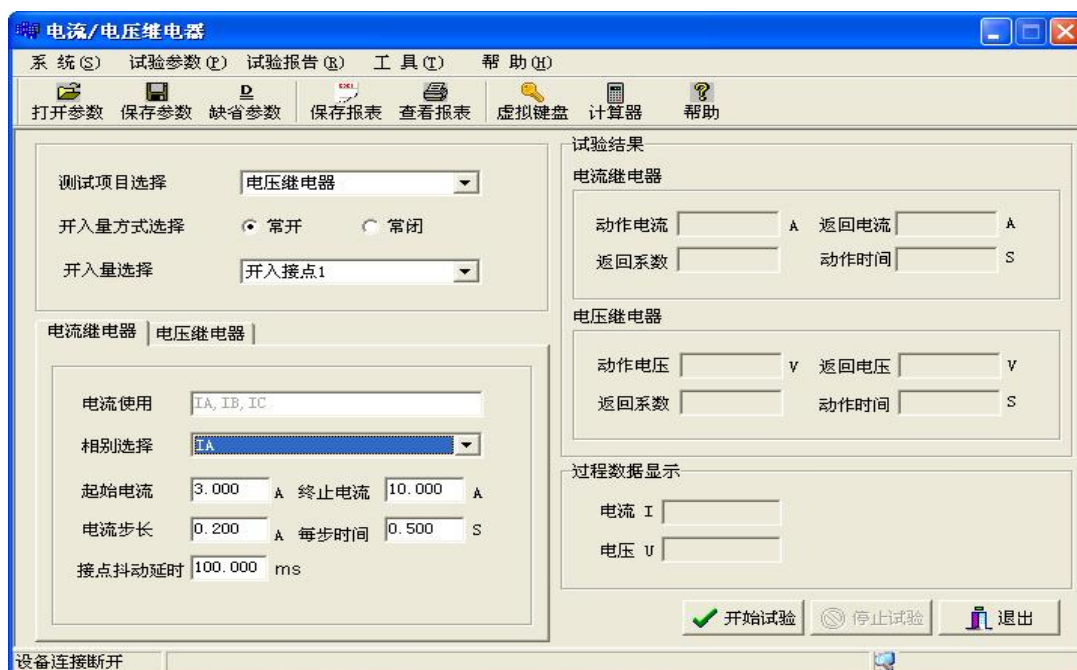 电流/电压继电器
系 统(S) 试验参数(P) 试验报告(R) 工 具(T) 帮 助(H)
D EXEL ?
打开参数 保存参数 缺省参数 保存报表 查看报表 虚拟键盘 计算器 帮助
测试项目选择 电压继电器
开入量方式选择 常开 常闭
开入量选择 开入接点1
电流继电器 电压继电器
电流使用 IA, IB, IC
相别选择 IA
起始电流 3.000 A 终止电流 10.000 A
电流步长 0.200 A 每步时间 0.500 S
接点抖动延时 100.000 ms
试验结果
电流继电器
动作电流 A 返回电流 A
返回系数 动作时间 S
电压继电器
动作电压 V 返回电压 V
返回系数 动作时间 S
过程数据显示
电流 I
电压 U
开始试验 停止试验 退出
设备连接断开